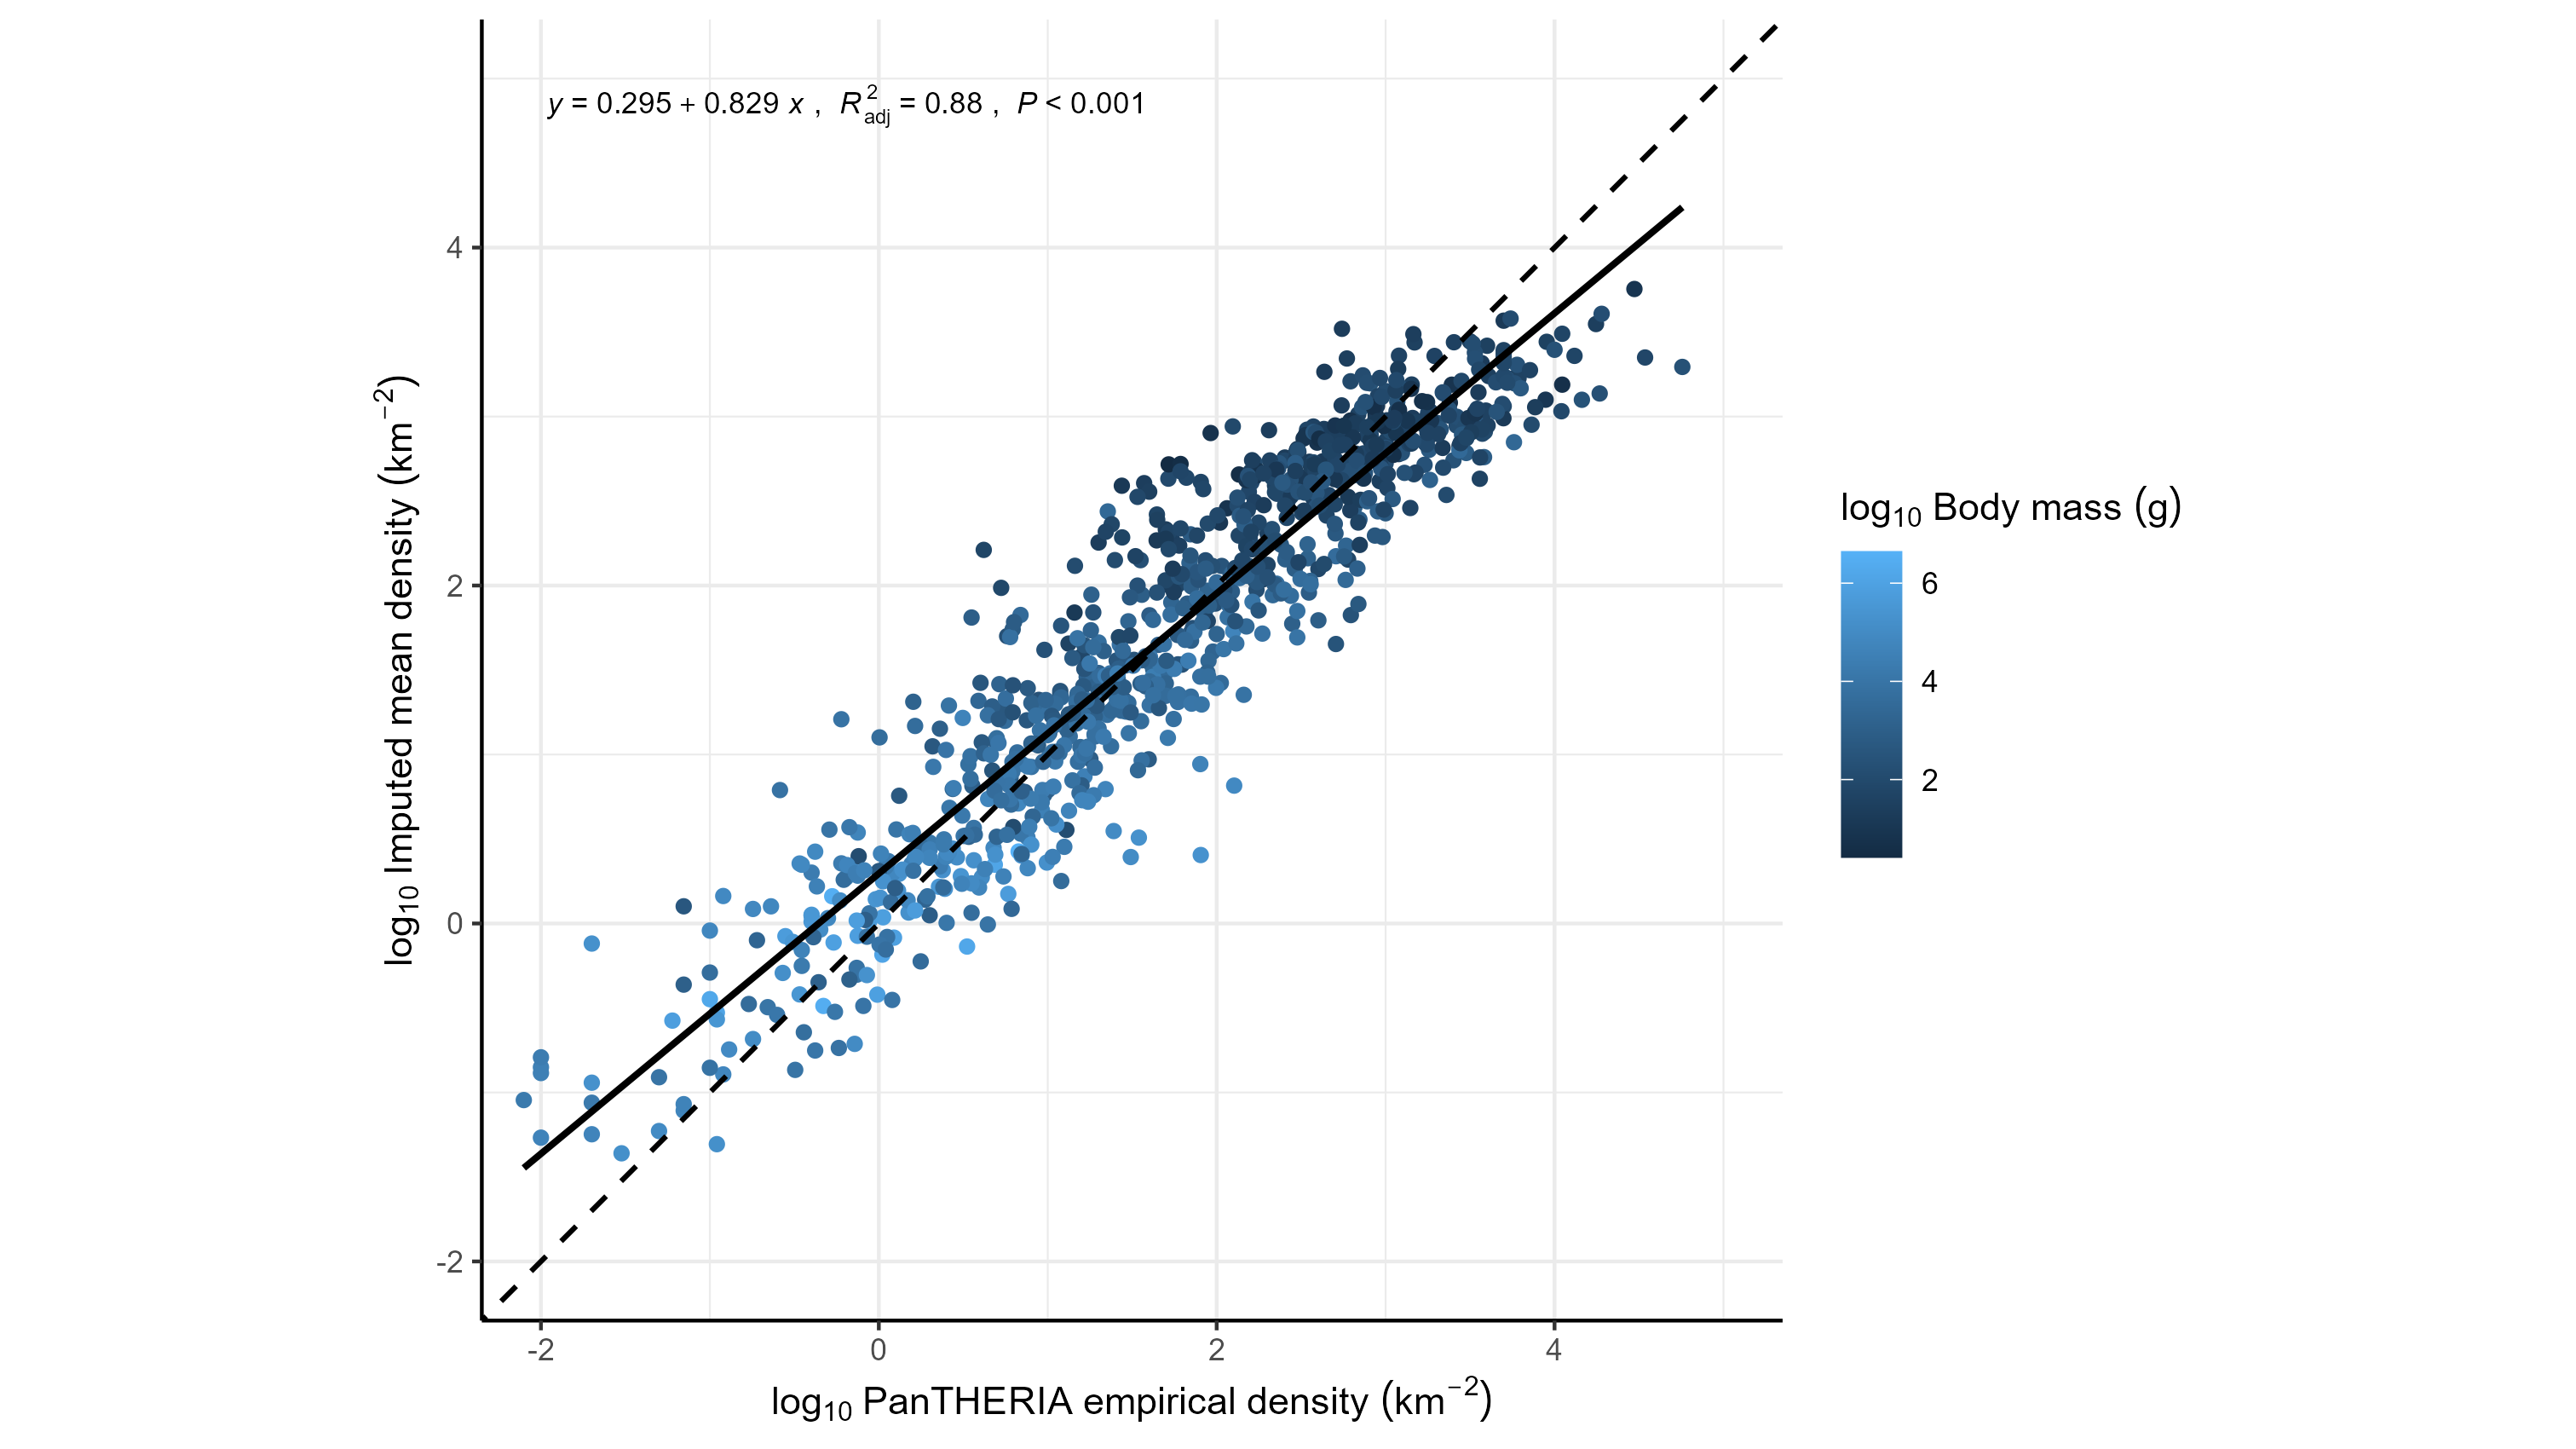 y = 0.295 + 0.829 x , R²adj = 0.88 , P < 0.001
4
2
0
-2
log₁₀ Imputed mean density (km⁻²)
-2 0 2 4
log₁₀ PanTHERIA empirical density (km⁻²)
log₁₀ Body mass (g)
6
4
2